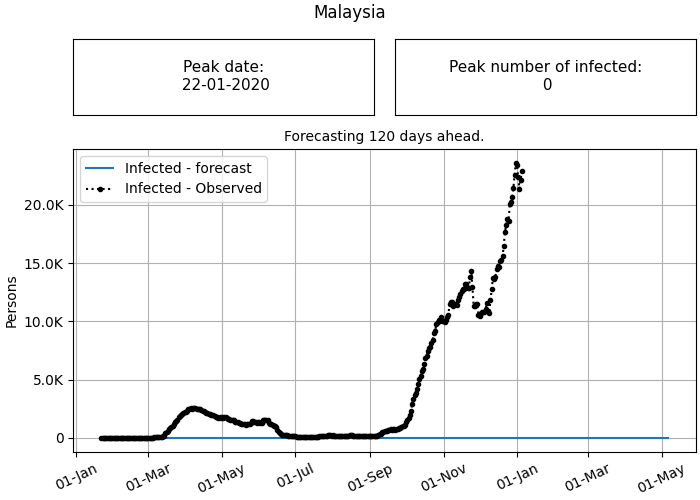 Malaysia
Peak date:
22-01-2020
Peak number of infected:
0
Forecasting 120 days ahead.
Infected - forecast
Infected - Observed
20.0K
15.0K
10.0K
5.0K
0
Persons
01-Jan
01-Mar
01-May
01-Jul
01-Sep
01-Nov
01-Jan
01-Mar
01-May